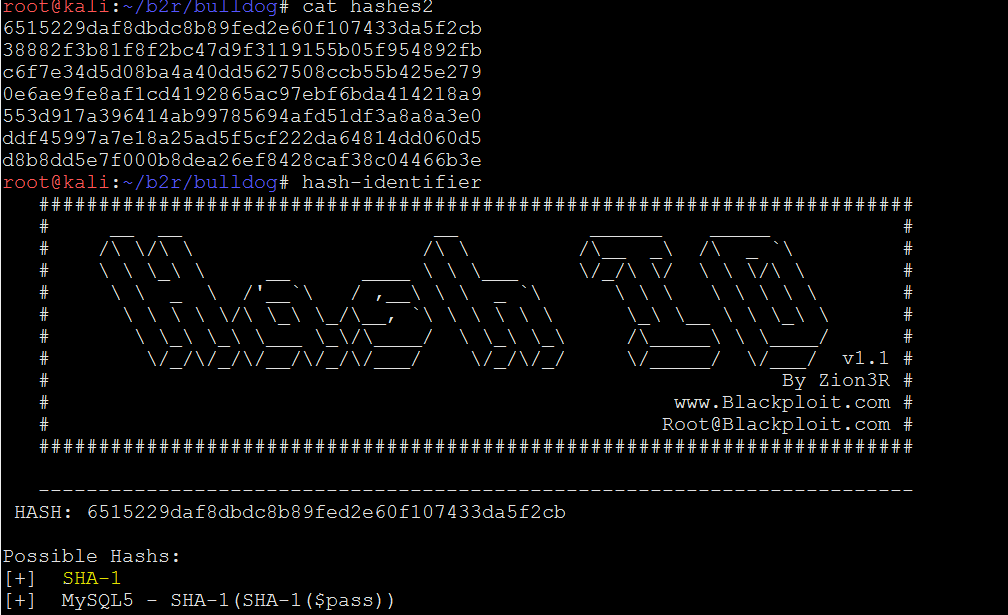 root@kali:~/b2r/bulldog# cat hashes2
6515229daf8dbdc8b89fed2e60f107433da5f2cb
38882f3b81f8f2bc47d9f3119155b05f954892fb
c6f7e34d5d08ba4a40dd5627508ccb55b425e279
0e6ae9fe8af1cd4192865ac97ebf6bda414218a9
553d917a396414ab99785694afd51df3a8a8a3e0
ddf45997a7e18a25ad5f5cf222da64814dd060d5
d8b8dd5e7f000b8dea26ef8428caf38c04466b3e
root@kali:~/b2r/bulldog# hash-identifier
Hash ID
v1.1 #
# By Zion3R #
# www.Blackploit.com #
# Root@Blackploit.com #
HASH: 6515229daf8dbdc8b89fed2e60f107433da5f2cb
Possible Hashs:
[+] SHA-1
[+] MySQL5 - SHA-1(SHA-1($pass))